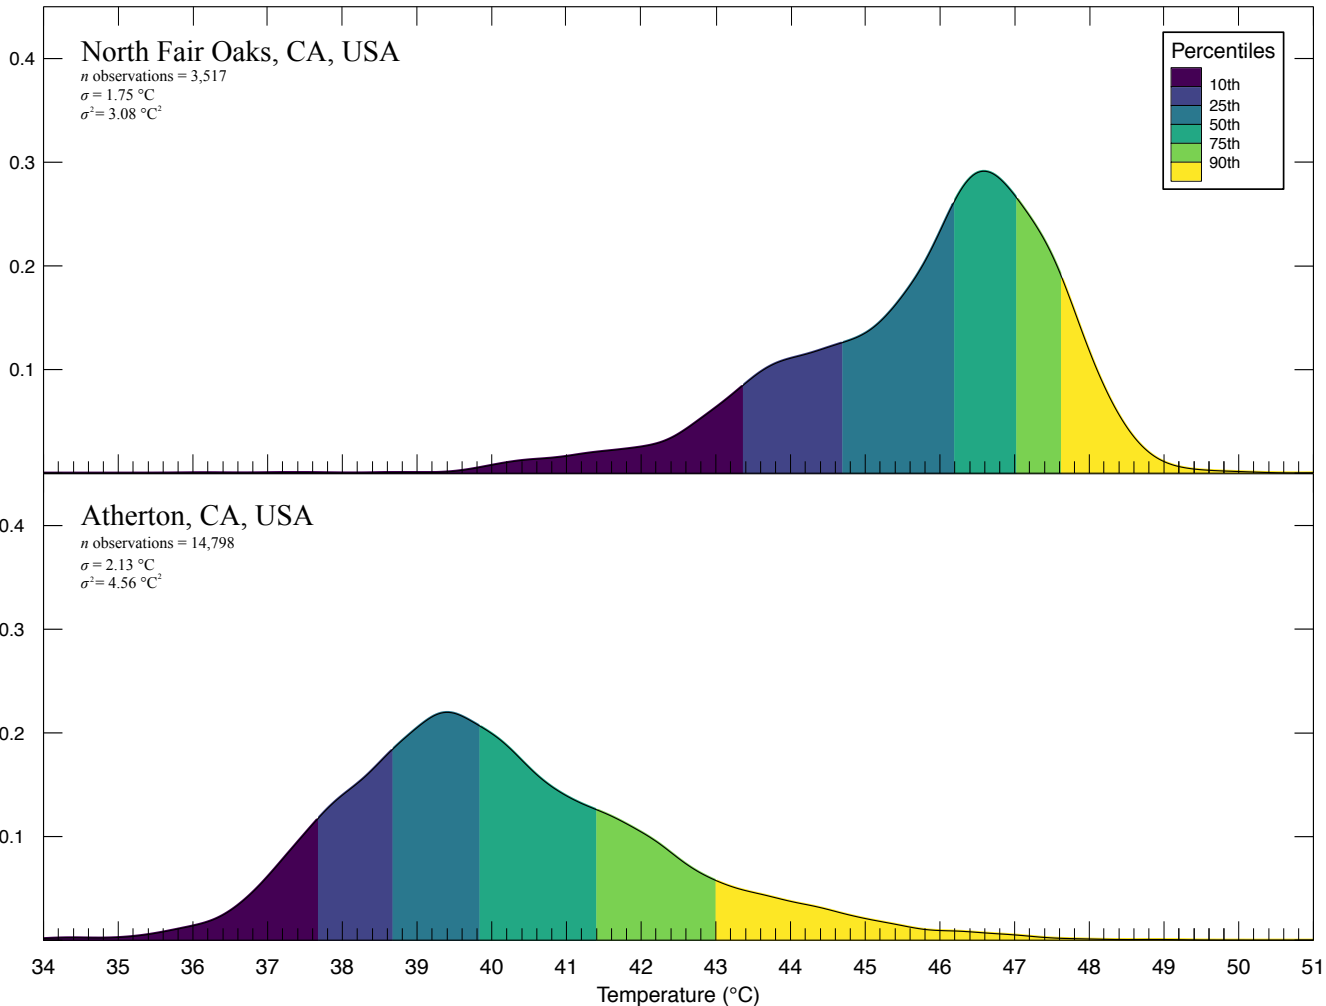 North Fair Oaks, CA, USA
n observations = 3,517
σ = 1.75 °C
σ²= 3.08 °C²
Percentiles
10th
25th
50th
75th
90th
0.4
0.3
0.2
0.1
Atherton, CA, USA
n observations = 14,798
σ = 2.13 °C
σ²= 4.56 °C²
0.4
0.3
0.2
0.1
34 35 36 37 38 39 40 41 42 43 44 45 46 47 48 49 50 51
Temperature (°C)